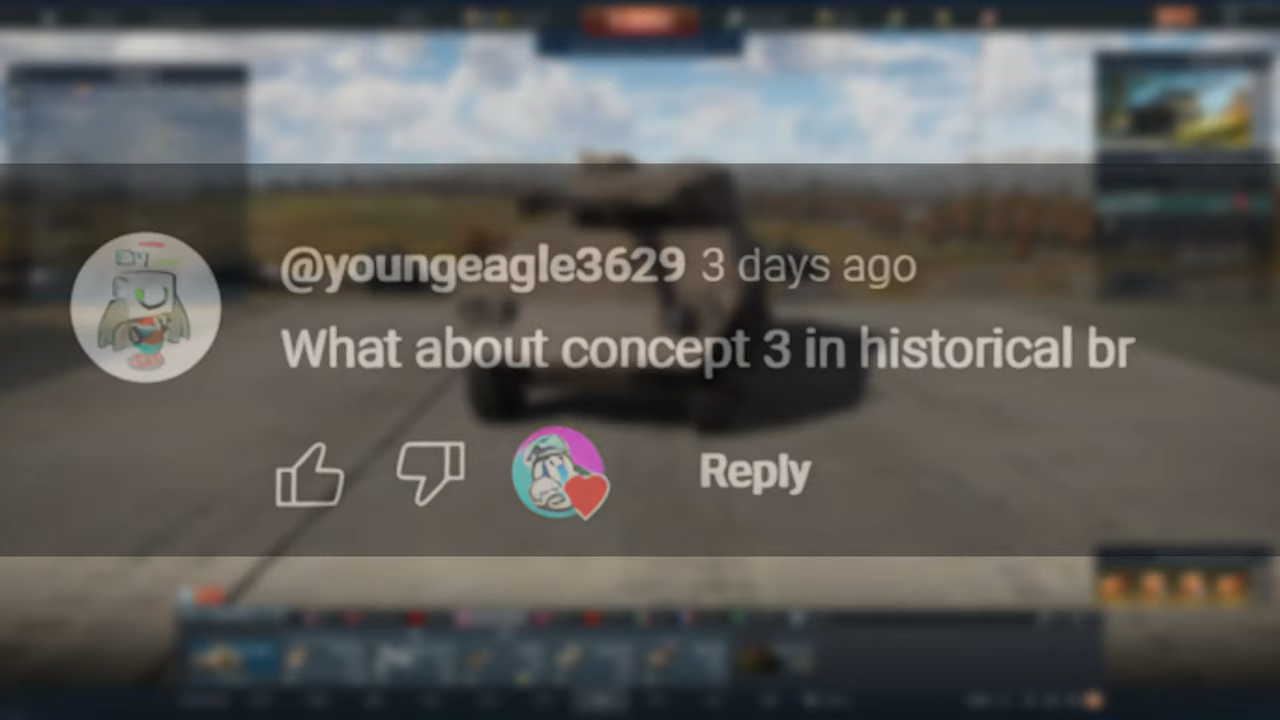 @youngeagle3629 3 days ago
What about concept 3 in historical br
Reply